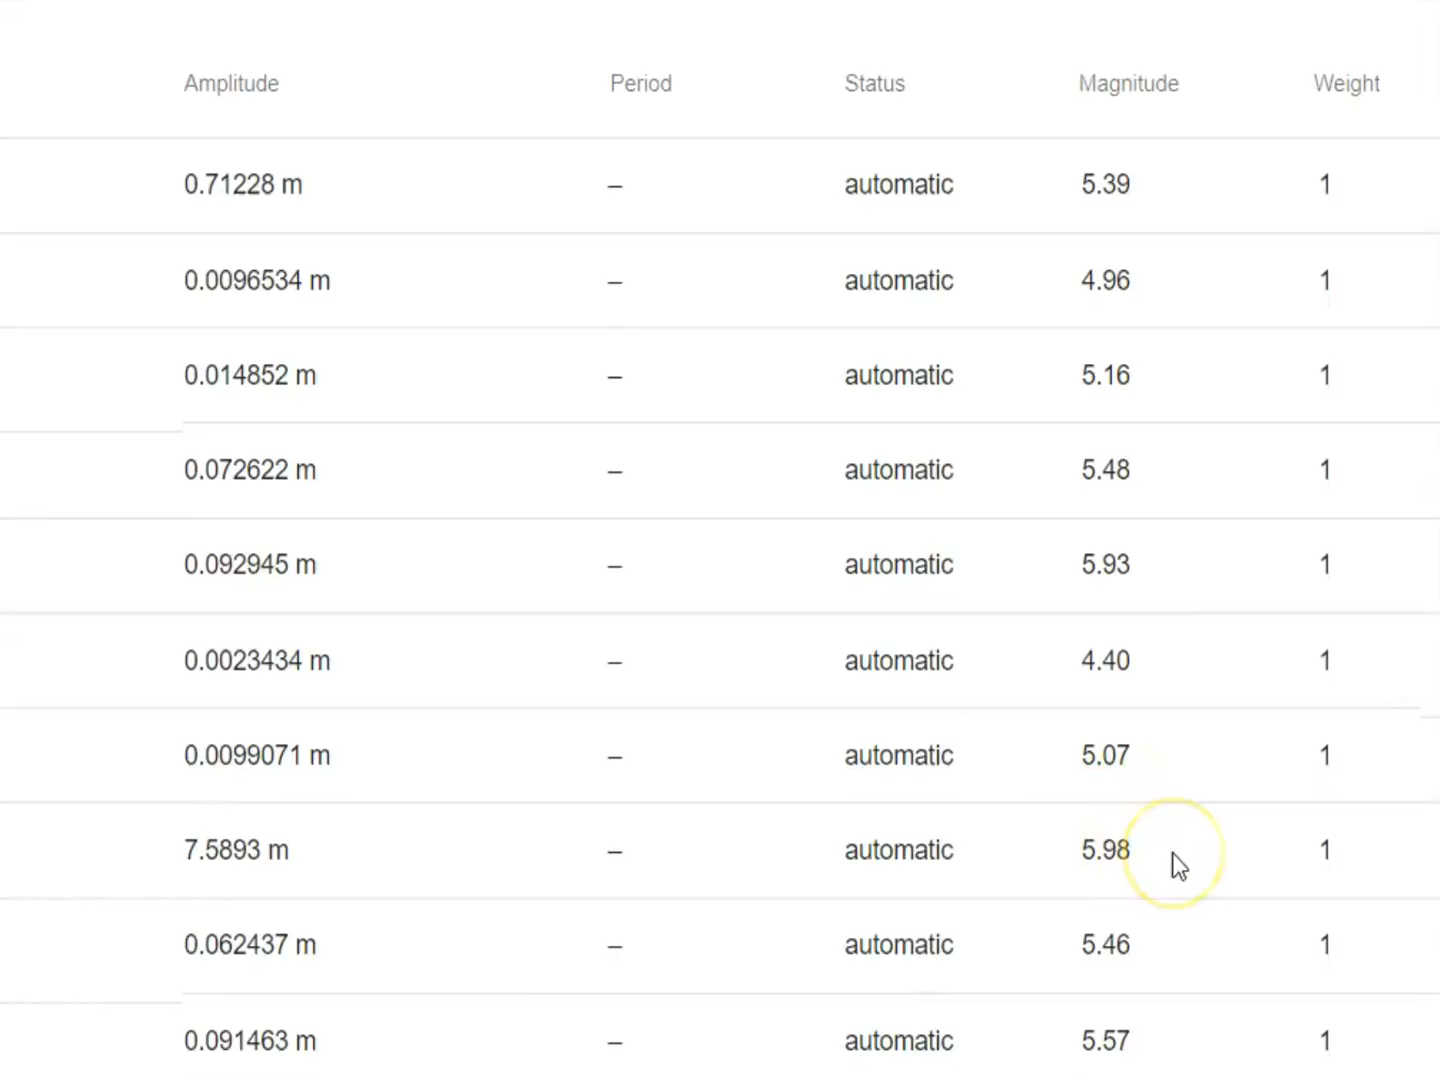 Amplitude Period Status Magnitude Weight
0.71228 m – automatic 5.39 1
0.0096534 m – automatic 4.96 1
0.014852 m – automatic 5.16 1
0.072622 m – automatic 5.48 1
0.092945 m – automatic 5.93 1
0.0023434 m – automatic 4.40 1
0.0099071 m – automatic 5.07 1
7.5893 m – automatic 5.98 1
0.062437 m – automatic 5.46 1
0.091463 m – automatic 5.57 1